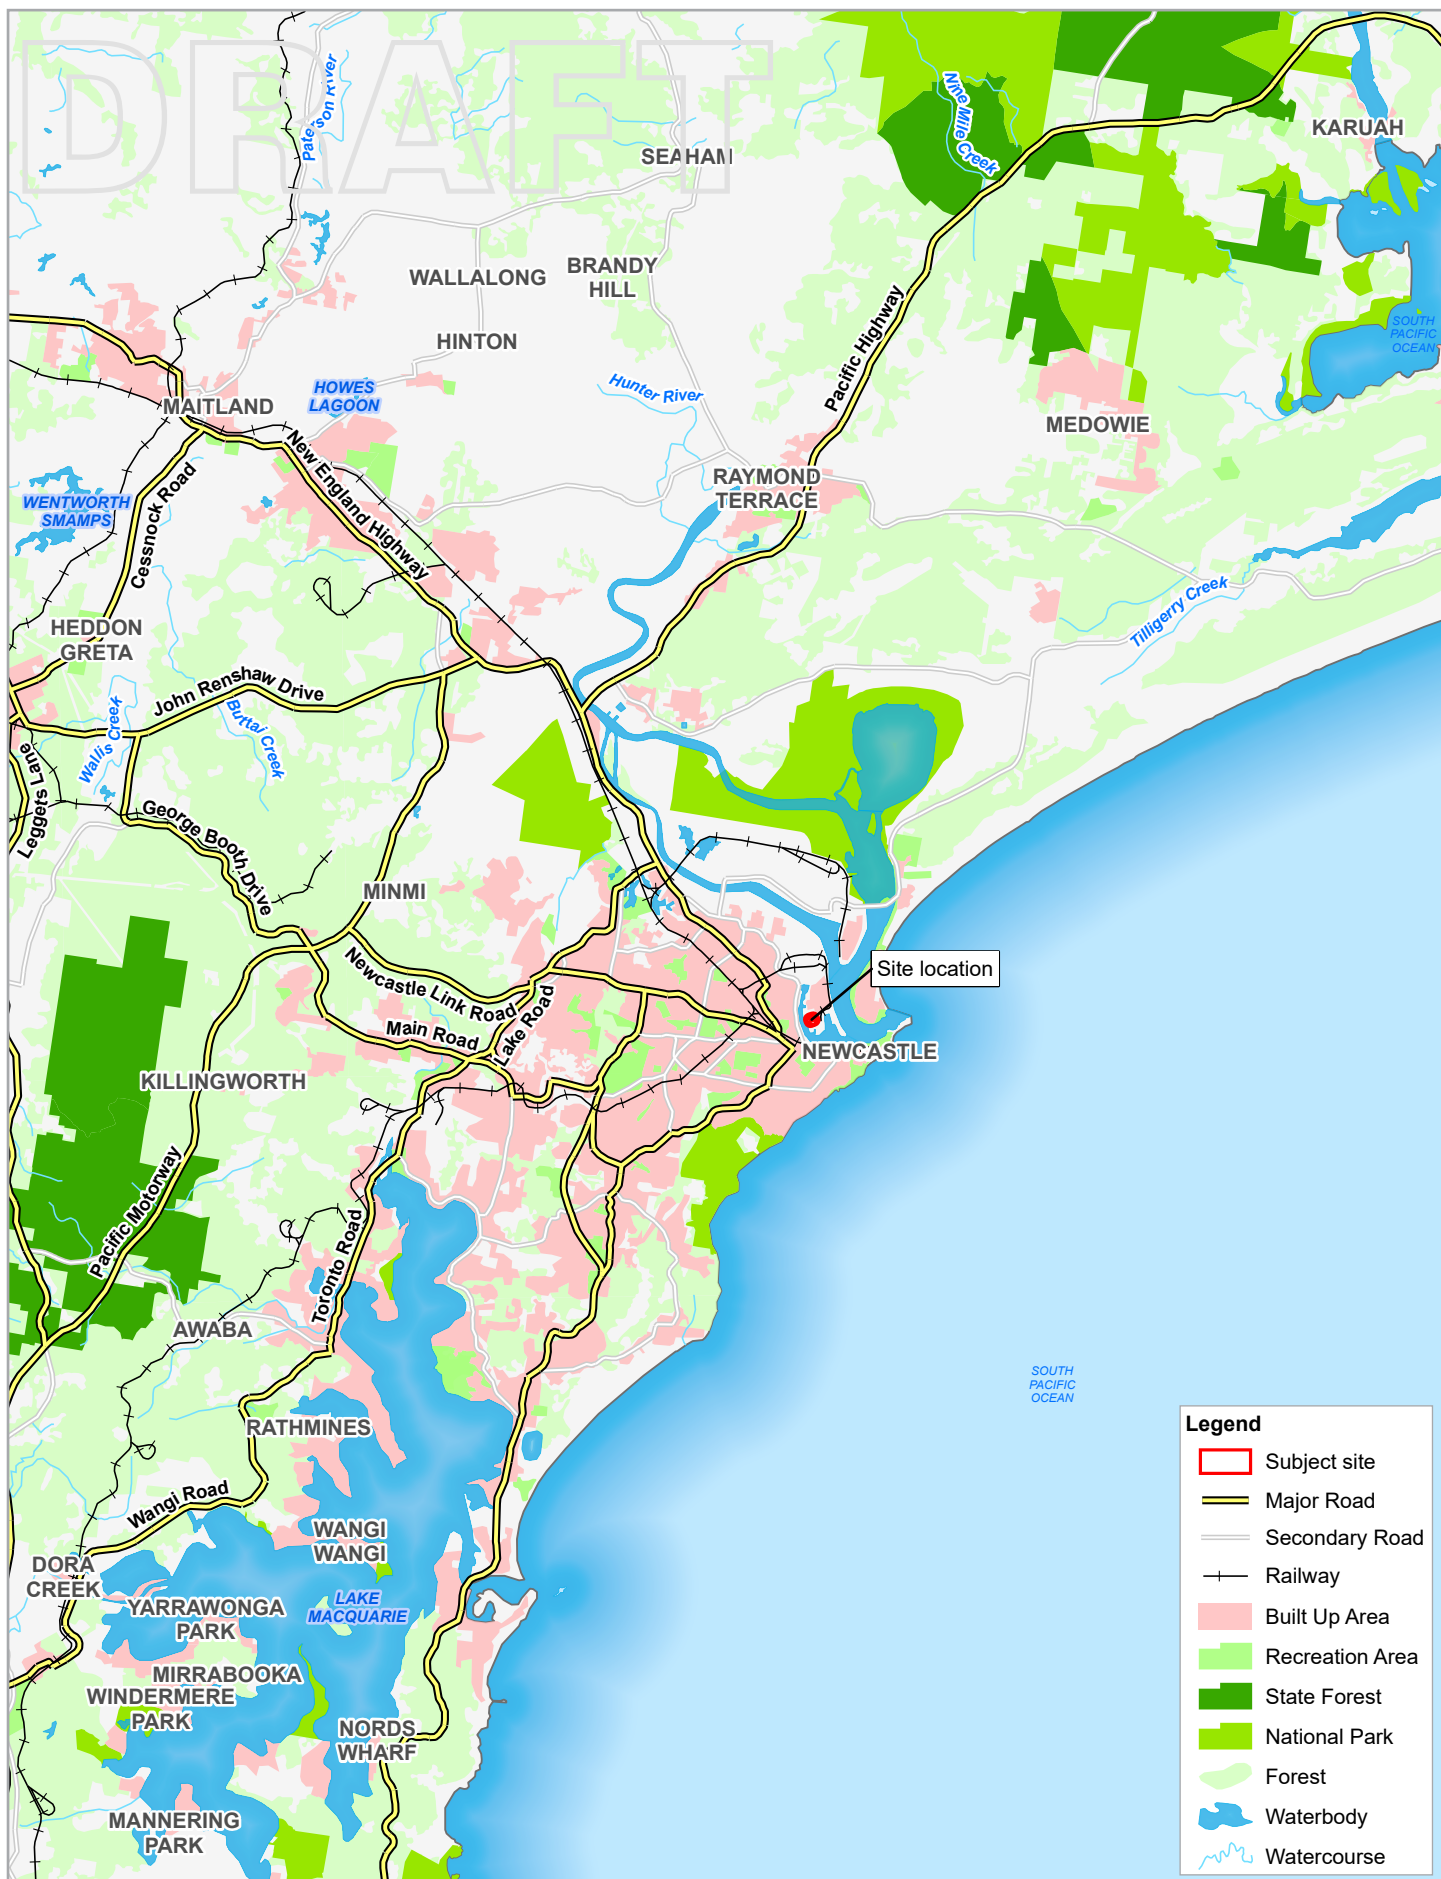 DRAFT
Paterson River
Nine Mile Creek
KARUAH
SEAHAM
WALLALONG
BRANDY
HILL
HINTON
Pacific Highway
SOUTH
PACIFIC
OCEAN
HOWES
LAGOON
Hunter River
MAITLAND
MEDOWIE
New England Highway
Cessnock Road
RAYMOND
TERRACE
WENTWORTH
SMAMPS
Tilligerry Creek
HEDDON
GRETA
John Renshaw Drive
Wallis Creek
Buttai Creek
Leggets Lane
George Booth Drive
MINMI
Newcastle Link Road
Site location
Lake Road
Main Road
NEWCASTLE
KILLINGWORTH
Pacific Motorway
Toronto Road
AWABA
SOUTH
PACIFIC
OCEAN
RATHMINES
Wangi Road
WANGI
WANGI
DORA
CREEK
LAKE
MACQUARIE
YARRAWONGA
PARK
MIRRABOOKA
WINDERMERE
PARK
NORDS
WHARF
MANNERING
PARK
Legend
Subject site
Major Road
Secondary Road
Railway
Built Up Area
Recreation Area
State Forest
National Park
Forest
Waterbody
Watercourse